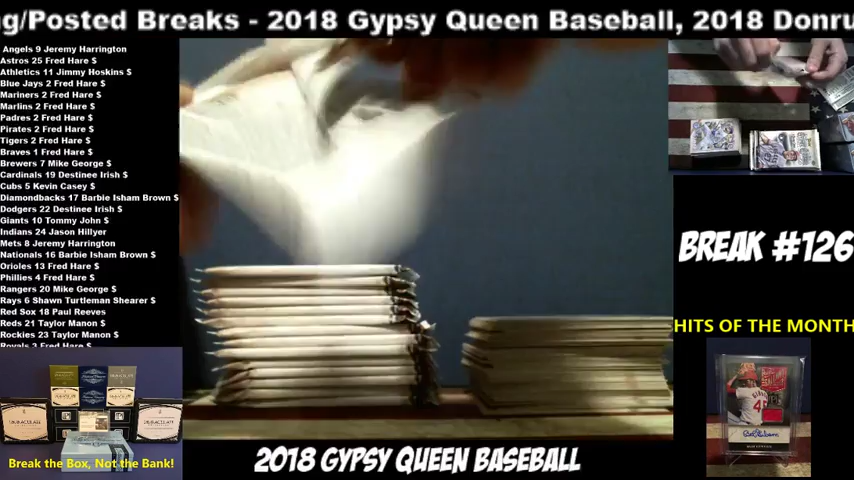 g/Posted Breaks - 2018 Gypsy Queen Baseball, 2018 Donru
Angels 9 Jeremy Harrington
Astros 25 Fred Hare $
Athletics 11 Jimmy Hoskins $
Blue Jays 2 Fred Hare $
Mariners 2 Fred Hare $
Marlins 2 Fred Hare $
Padres 2 Fred Hare $
Pirates 2 Fred Hare $
Tigers 2 Fred Hare $
Braves 1 Fred Hare $
Brewers 7 Mike George $
Cardinals 19 Destinee Irish $
Cubs 5 Kevin Casey $
Diamondbacks 17 Barbie Isham Brown $
Dodgers 22 Destinee Irish $
Giants 10 Tommy John $
Indians 24 Jason Hillyer
Mets 8 Jeremy Harrington
Nationals 16 Barbie Isham Brown $
Orioles 13 Fred Hare $
Phillies 4 Fred Hare $
Rangers 20 Mike George $
Rays 6 Shawn Turtleman Shearer $
Red Sox 18 Paul Reeves
Reds 21 Taylor Manon $
Rockies 23 Taylor Manon $
Royals 3 Fred Hare $
Break the Box, Not the Bank!
2018 GYPSY QUEEN BASEBALL
BREAK #126
HITS OF THE MONTH